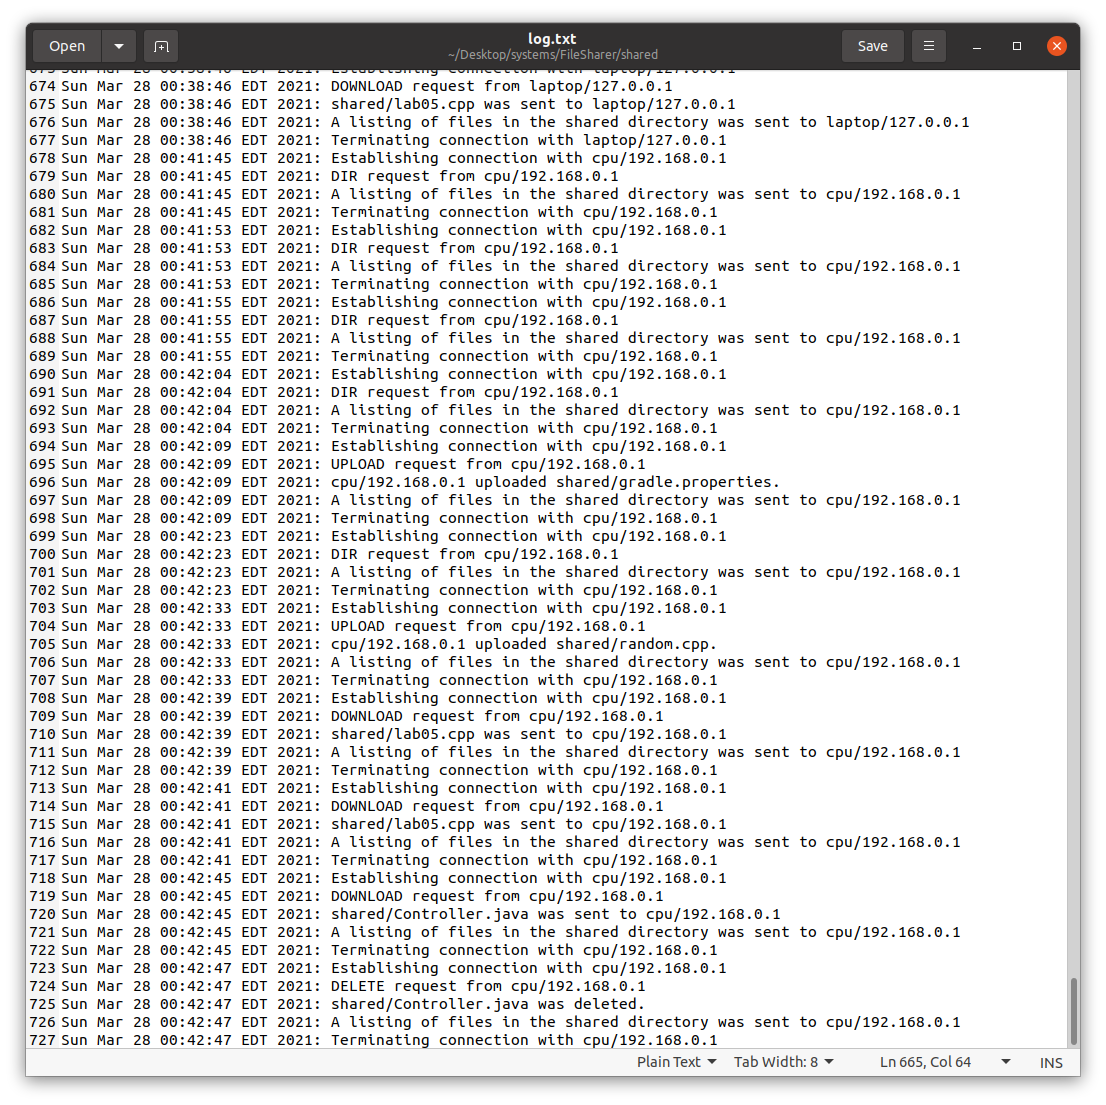 Open
log.txt
~/Desktop/systems/FileSharer/shared
Save
673 Sun Mar 28 00:38:46 EDT 2021: Establishing connection with laptop/127.0.0.1
674 Sun Mar 28 00:38:46 EDT 2021: DOWNLOAD request from laptop/127.0.0.1
675 Sun Mar 28 00:38:46 EDT 2021: shared/lab05.cpp was sent to laptop/127.0.0.1
676 Sun Mar 28 00:38:46 EDT 2021: A listing of files in the shared directory was sent to laptop/127.0.0.1
677 Sun Mar 28 00:38:46 EDT 2021: Terminating connection with laptop/127.0.0.1
678 Sun Mar 28 00:41:45 EDT 2021: Establishing connection with cpu/192.168.0.1
679 Sun Mar 28 00:41:45 EDT 2021: DIR request from cpu/192.168.0.1
680 Sun Mar 28 00:41:45 EDT 2021: A listing of files in the shared directory was sent to cpu/192.168.0.1
681 Sun Mar 28 00:41:45 EDT 2021: Terminating connection with cpu/192.168.0.1
682 Sun Mar 28 00:41:53 EDT 2021: Establishing connection with cpu/192.168.0.1
683 Sun Mar 28 00:41:53 EDT 2021: DIR request from cpu/192.168.0.1
684 Sun Mar 28 00:41:53 EDT 2021: A listing of files in the shared directory was sent to cpu/192.168.0.1
685 Sun Mar 28 00:41:53 EDT 2021: Terminating connection with cpu/192.168.0.1
686 Sun Mar 28 00:41:55 EDT 2021: Establishing connection with cpu/192.168.0.1
687 Sun Mar 28 00:41:55 EDT 2021: DIR request from cpu/192.168.0.1
688 Sun Mar 28 00:41:55 EDT 2021: A listing of files in the shared directory was sent to cpu/192.168.0.1
689 Sun Mar 28 00:41:55 EDT 2021: Terminating connection with cpu/192.168.0.1
690 Sun Mar 28 00:42:04 EDT 2021: Establishing connection with cpu/192.168.0.1
691 Sun Mar 28 00:42:04 EDT 2021: DIR request from cpu/192.168.0.1
692 Sun Mar 28 00:42:04 EDT 2021: A listing of files in the shared directory was sent to cpu/192.168.0.1
693 Sun Mar 28 00:42:04 EDT 2021: Terminating connection with cpu/192.168.0.1
694 Sun Mar 28 00:42:09 EDT 2021: Establishing connection with cpu/192.168.0.1
695 Sun Mar 28 00:42:09 EDT 2021: UPLOAD request from cpu/192.168.0.1
696 Sun Mar 28 00:42:09 EDT 2021: cpu/192.168.0.1 uploaded shared/gradle.properties.
697 Sun Mar 28 00:42:09 EDT 2021: A listing of files in the shared directory was sent to cpu/192.168.0.1
698 Sun Mar 28 00:42:09 EDT 2021: Terminating connection with cpu/192.168.0.1
699 Sun Mar 28 00:42:23 EDT 2021: Establishing connection with cpu/192.168.0.1
700 Sun Mar 28 00:42:23 EDT 2021: DIR request from cpu/192.168.0.1
701 Sun Mar 28 00:42:23 EDT 2021: A listing of files in the shared directory was sent to cpu/192.168.0.1
702 Sun Mar 28 00:42:23 EDT 2021: Terminating connection with cpu/192.168.0.1
703 Sun Mar 28 00:42:33 EDT 2021: Establishing connection with cpu/192.168.0.1
704 Sun Mar 28 00:42:33 EDT 2021: UPLOAD request from cpu/192.168.0.1
705 Sun Mar 28 00:42:33 EDT 2021: cpu/192.168.0.1 uploaded shared/random.cpp.
706 Sun Mar 28 00:42:33 EDT 2021: A listing of files in the shared directory was sent to cpu/192.168.0.1
707 Sun Mar 28 00:42:33 EDT 2021: Terminating connection with cpu/192.168.0.1
708 Sun Mar 28 00:42:39 EDT 2021: Establishing connection with cpu/192.168.0.1
709 Sun Mar 28 00:42:39 EDT 2021: DOWNLOAD request from cpu/192.168.0.1
710 Sun Mar 28 00:42:39 EDT 2021: shared/lab05.cpp was sent to cpu/192.168.0.1
711 Sun Mar 28 00:42:39 EDT 2021: A listing of files in the shared directory was sent to cpu/192.168.0.1
712 Sun Mar 28 00:42:39 EDT 2021: Terminating connection with cpu/192.168.0.1
713 Sun Mar 28 00:42:41 EDT 2021: Establishing connection with cpu/192.168.0.1
714 Sun Mar 28 00:42:41 EDT 2021: DOWNLOAD request from cpu/192.168.0.1
715 Sun Mar 28 00:42:41 EDT 2021: shared/lab05.cpp was sent to cpu/192.168.0.1
716 Sun Mar 28 00:42:41 EDT 2021: A listing of files in the shared directory was sent to cpu/192.168.0.1
717 Sun Mar 28 00:42:41 EDT 2021: Terminating connection with cpu/192.168.0.1
718 Sun Mar 28 00:42:45 EDT 2021: Establishing connection with cpu/192.168.0.1
719 Sun Mar 28 00:42:45 EDT 2021: DOWNLOAD request from cpu/192.168.0.1
720 Sun Mar 28 00:42:45 EDT 2021: shared/Controller.java was sent to cpu/192.168.0.1
721 Sun Mar 28 00:42:45 EDT 2021: A listing of files in the shared directory was sent to cpu/192.168.0.1
722 Sun Mar 28 00:42:45 EDT 2021: Terminating connection with cpu/192.168.0.1
723 Sun Mar 28 00:42:47 EDT 2021: Establishing connection with cpu/192.168.0.1
724 Sun Mar 28 00:42:47 EDT 2021: DELETE request from cpu/192.168.0.1
725 Sun Mar 28 00:42:47 EDT 2021: shared/Controller.java was deleted.
726 Sun Mar 28 00:42:47 EDT 2021: A listing of files in the shared directory was sent to cpu/192.168.0.1
727 Sun Mar 28 00:42:47 EDT 2021: Terminating connection with cpu/192.168.0.1
Plain Text Tab Width: 8 Ln 665, Col 64 INS